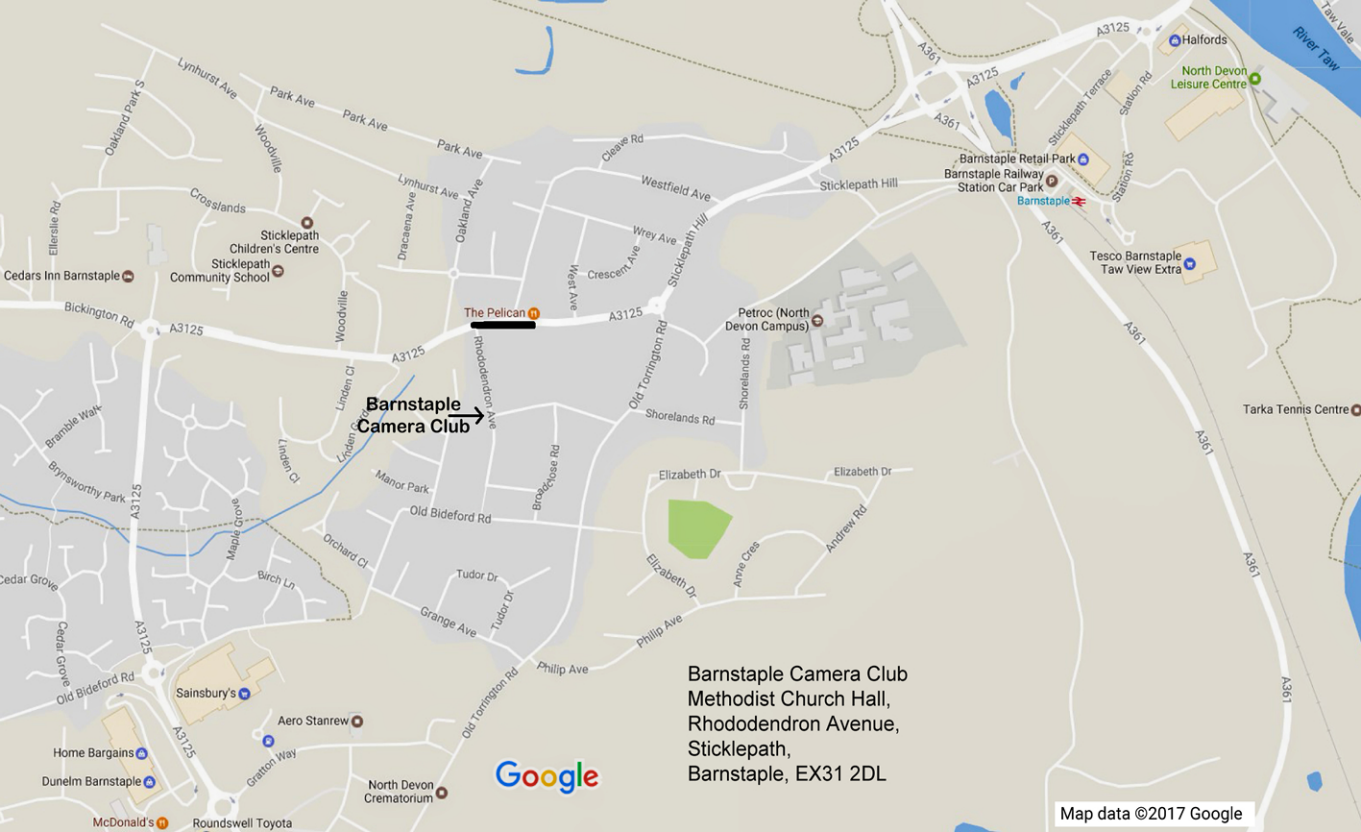 A361
A3125
Halfords
River Taw
Taw Vale
North Devon
Leisure Centre
A3125
Sticklepath Terrace
Station Rd
Lynhurst Ave
Park Ave
Park Ave
Park Ave
Oakland Park S
Woodville
A361
A3125
Cleave Rd
Barnstaple Retail Park
Barnstaple Railway
Station Car Park
Barnstaple
Station Rd
Lynhurst Ave
Westfield Ave
Sticklepath Hill
Crosslands
Ellerslie Rd
Dracaena Ave
Oakland Ave
Sticklepath
Children's Centre
Wrey Ave
Sticklepath Hill
A361
Sticklepath
Community School
Cedars Inn Barnstaple
Crescent Ave
West Ave
Tesco Barnstaple
Taw View Extra
Bickington Rd
A3125
Woodville
The Pelican
A3125
Petroc (North
Devon Campus)
A361
A3125
Rhododendron Ave
Old Torrington Rd
Shorelands Rd
Linden Cl
Barnstaple
Camera Club
Shorelands Rd
Tarka Tennis Centre
Bramble Walk
Linden Cl
A361
Elizabeth Dr
Elizabeth Dr
Brynsworthy Park
A3125
Manor Park
Broadclose Rd
Old Bideford Rd
Maple Grove
Andrew Rd
Orchard Cl
Anne Cres
A361
Cedar Grove
Birch Ln
Tudor Dr
Elizabeth Dr
Tudor Dr
Grange Ave
Philip Ave
A3125
Cedar Grove
Old Bideford Rd
Philip Ave
A361
Sainsbury's
Old Torrington Rd
Aero Stanrew
A3125
Home Bargains
Dunelm Barnstaple
Gratton Way
North Devon
Crematorium
McDonald's
Roundswell Toyota
Google
Barnstaple Camera Club
Methodist Church Hall,
Rhododendron Avenue,
Sticklepath,
Barnstaple, EX31 2DL
Map data ©2017 Google